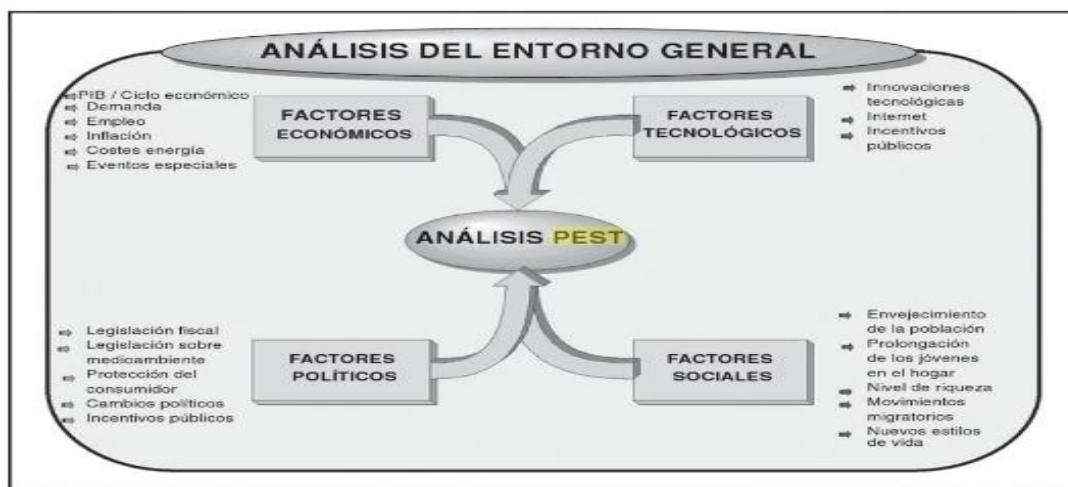 ANÁLISIS DEL ENTORNO GENERAL
PIB / Ciclo económico
Demanda
Empleo
Inflación
Costes energía
Eventos especiales
FACTORES
ECONÓMICOS
FACTORES
TECNOLÓGICOS
Innovaciones
tecnológicas
Internet
Incentivos
públicos
ANÁLISIS PEST
Legislación fiscal
Legislación sobre
medioambiente
Protección del
consumidor
Cambios políticos
Incentivos públicos
FACTORES
POLÍTICOS
FACTORES
SOCIALES
Envejecimiento
de la población
Prolongación
de los jóvenes
en el hogar
Nivel de riqueza
Movimientos
migratorios
Nuevos estilos
de vida